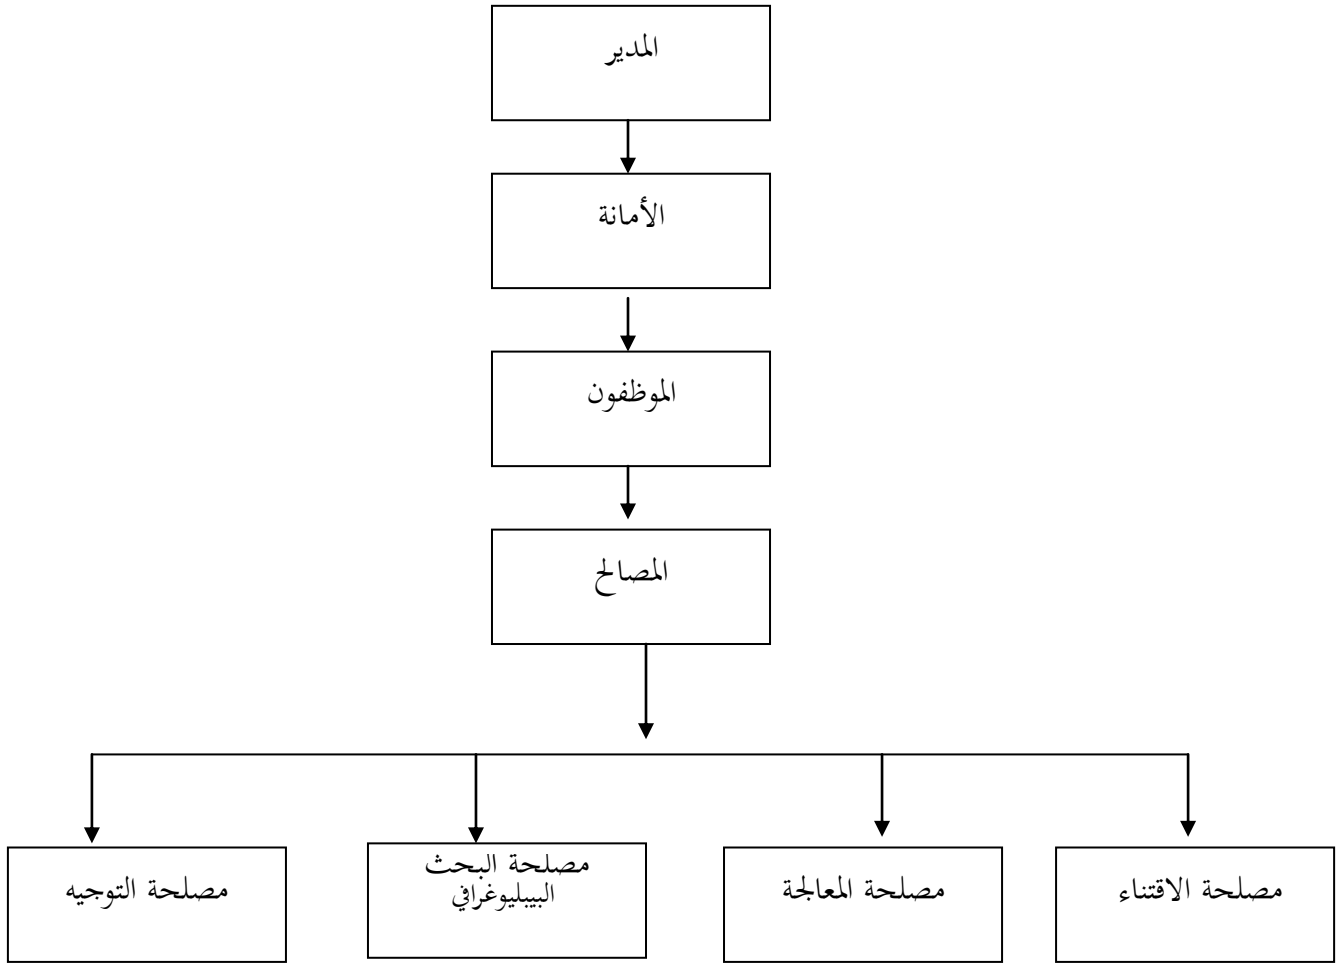 المدير
الأمانة
الموظفون
المصالح
مصلحة الاقتناء
مصلحة المعالجة
مصلحة البحث
البيبليوغرافي
مصلحة التوجيه